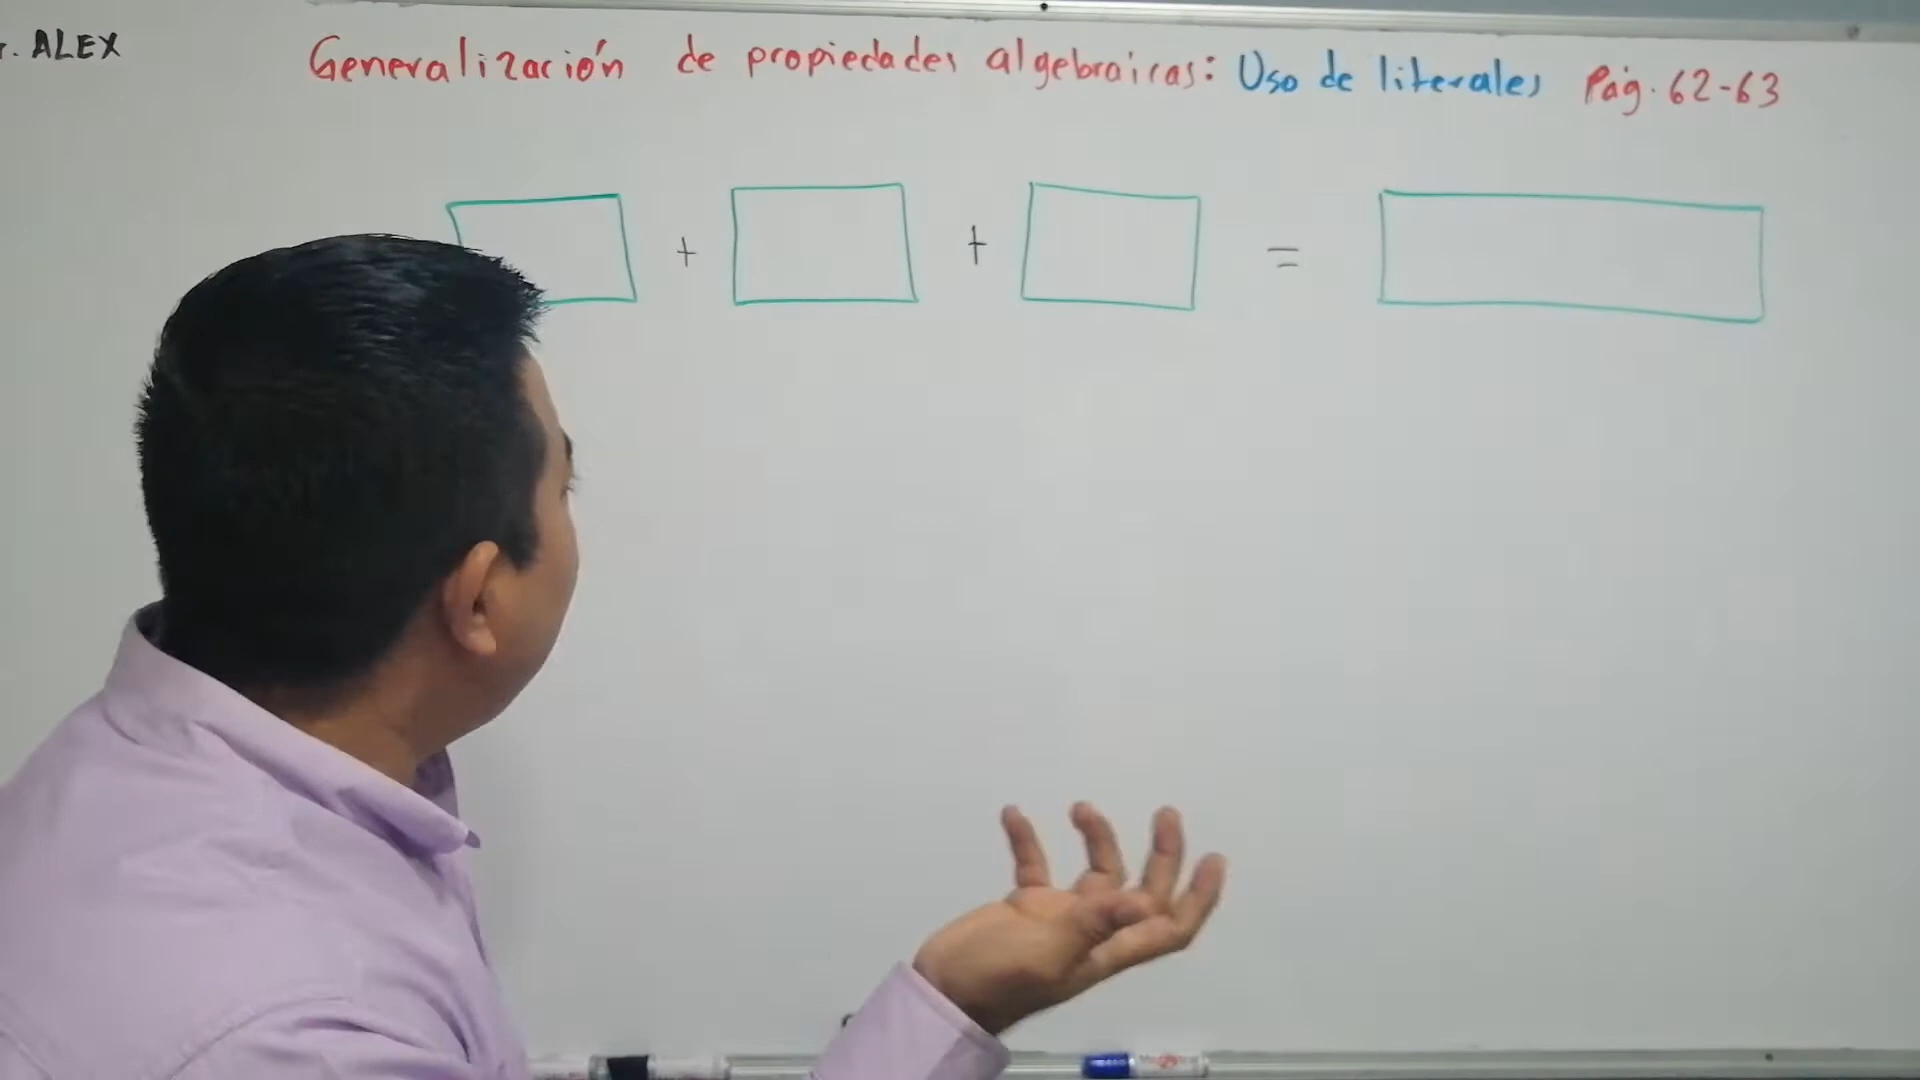 r. ALEX
Generalización de propiedades algebraicas: Uso de literales Pág. 62-63
+ + =